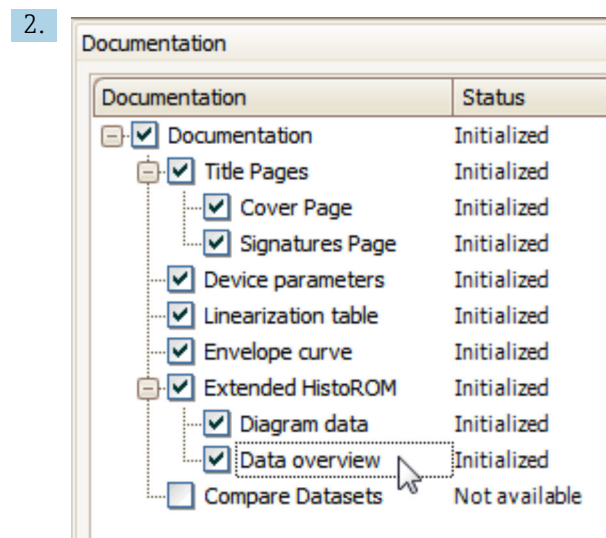 2.
Documentation
Documentation Status
Documentation Initialized
Title Pages Initialized
Cover Page Initialized
Signatures Page Initialized
Device parameters Initialized
Linearization table Initialized
Envelope curve Initialized
Extended HistoROM Initialized
Diagram data Initialized
Data overview Initialized
Compare Datasets Not available